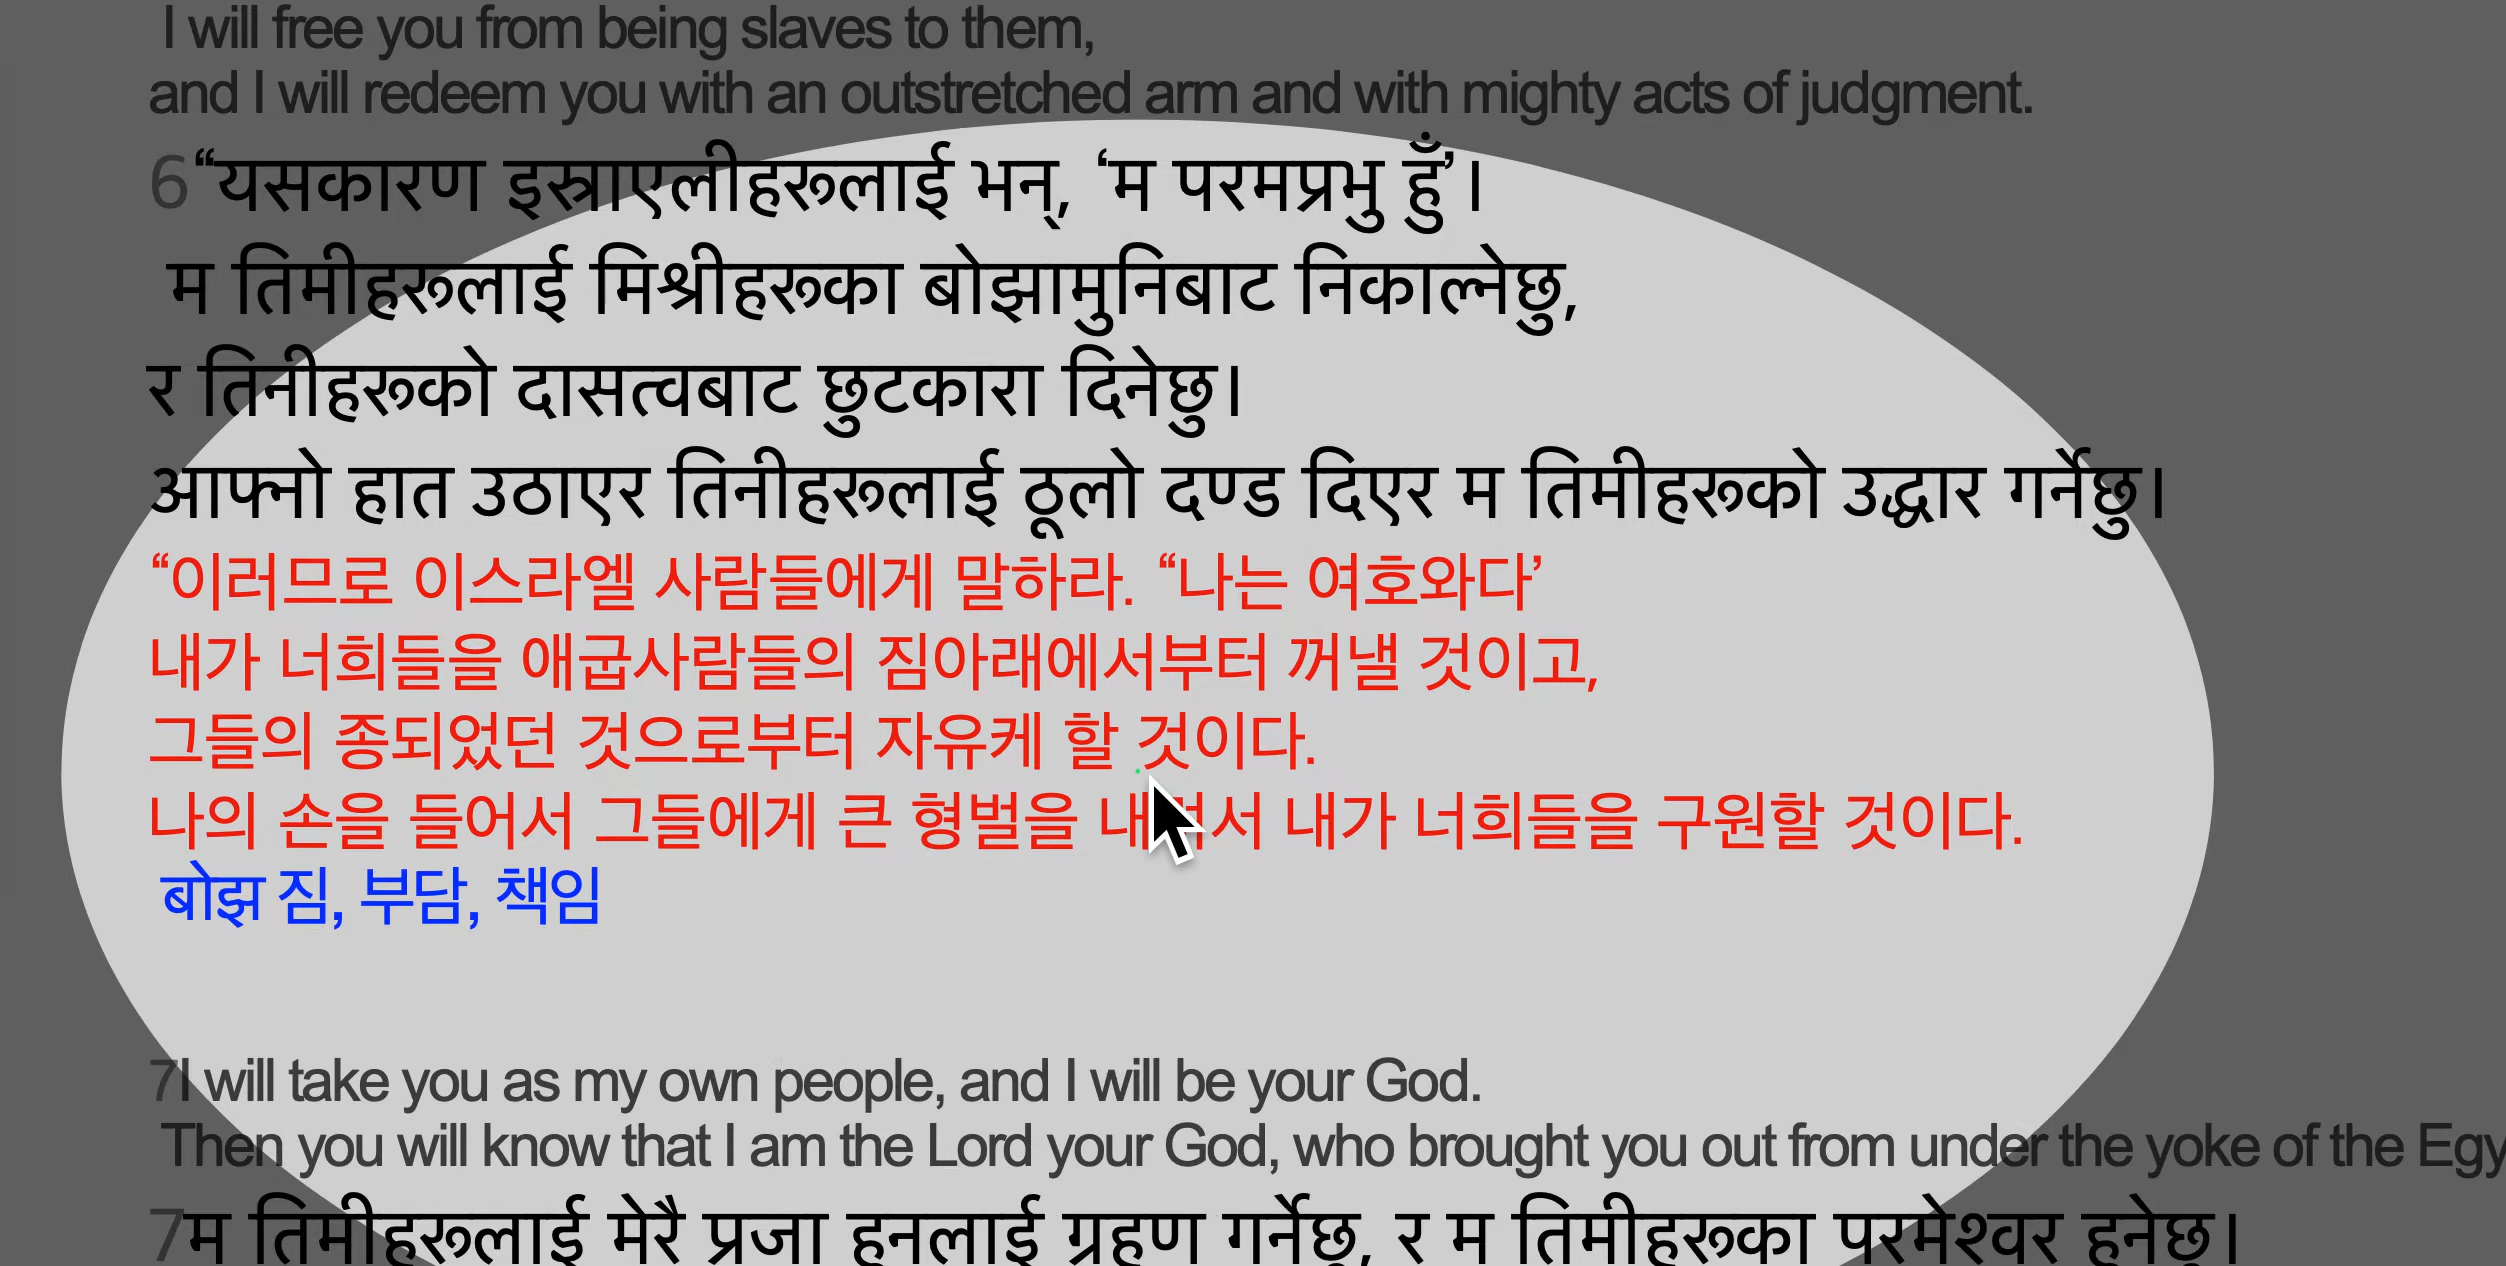 I will free you from being slaves to them,
and I will redeem you with an outstretched arm and with mighty acts of judgment.
6 “यसकारण इस्राएलीहरूलाई भन्, ‘म परमप्रभु हुँ’।
म तिमीहरूलाई मिश्रीहरूका बोझामुनिबाट निकाल्नेछु,
र तिनीहरूको दासत्वबाट छुटकारा दिनेछु।
आफ्नो हात उठाएर तिनीहरूलाई ठूलो दण्ड दिएर म तिमीहरूको उद्धार गर्नेछु।
“이러므로 이스라엘 사람들에게 말하라. “나는 여호와다’
내가 너희들을 애굽사람들의 짐아래에서부터 꺼낼 것이고,
그들의 종되었던 것으로부터 자유케 할 것이다.
나의 손을 들어서 그들에게 큰 형벌을 서 내가 너희들을 구원할 것이다.
बोझ 짐, 부담, 책임
7I will take you as my own people, and I will be your God.
Then you will know that I am the Lord your God, who brought you out from under the yoke of the Egy
7म तिमीहरूलाई मेरै प्रजा हुनलाई ग्रहण गर्नेछु, र म तिमीहरूका परमेश्वर हुनेछु।